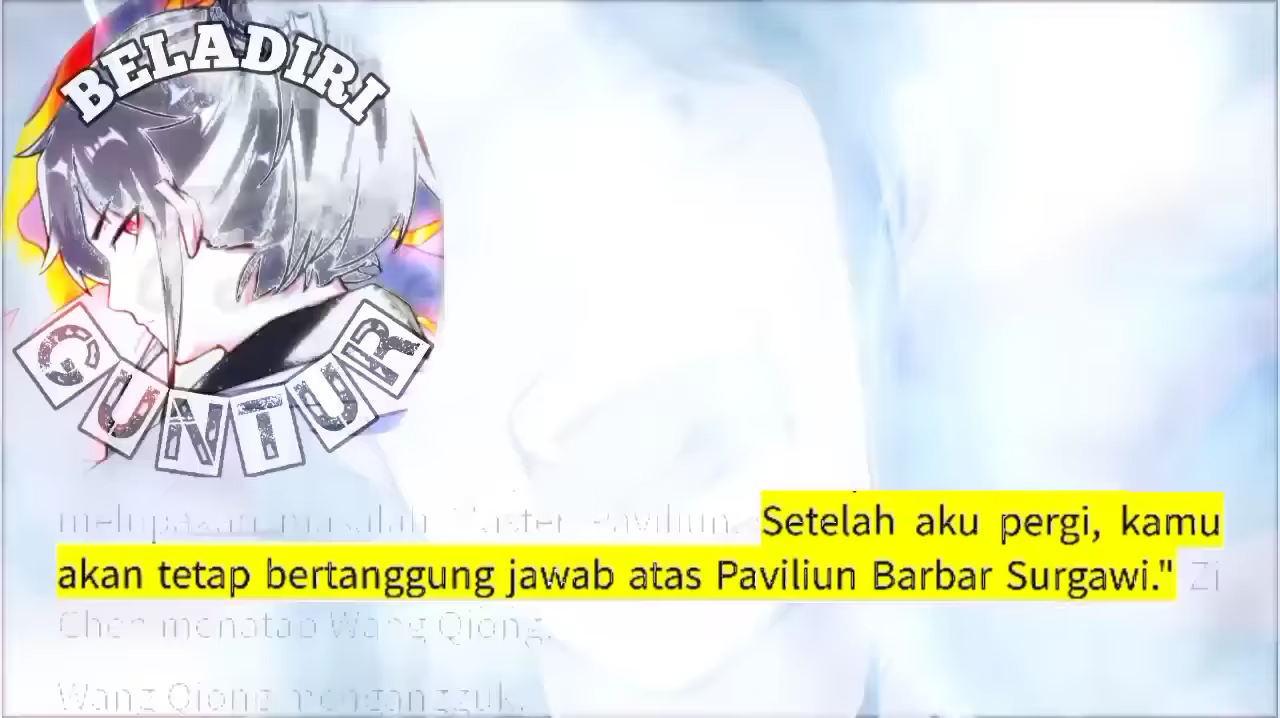 BELADIRI
GUNTUR
melupakan masalah Master Paviliun. Setelah aku pergi, kamu
akan tetap bertanggung jawab atas Paviliun Barbar Surgawi." Zi
Chen menatap Wang Qiong.
Wang Qiong mengangguk.